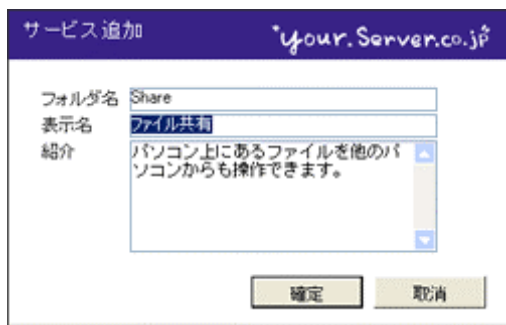 サービス追加
*your.Server.co.jp
フォルダ名 Share
表示名 ファイル共有
紹介 パソコン上にあるファイルを他のパ
ソコンからも操作できます。
確定 取消